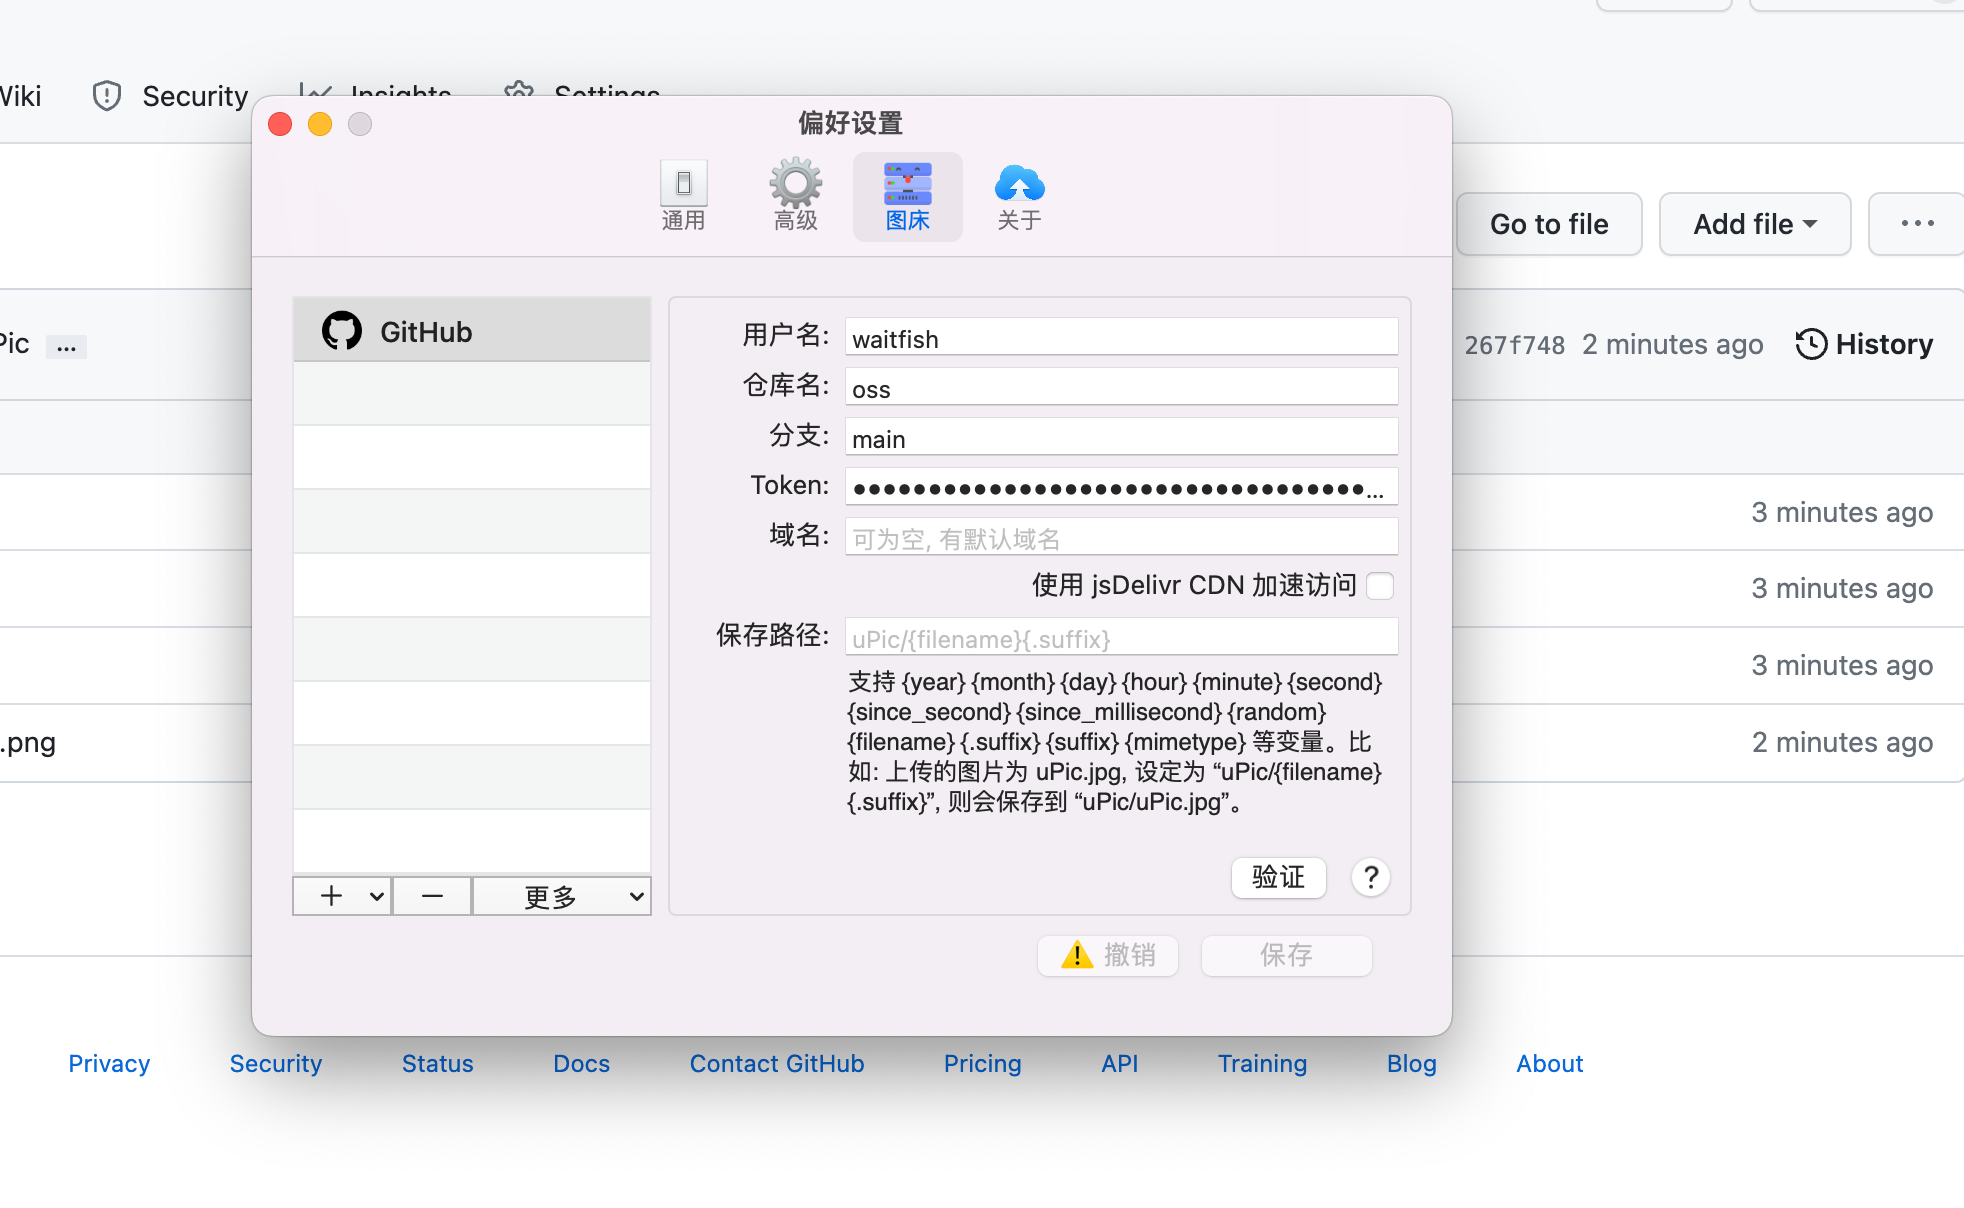 Wiki
Security
Insights
Settings
偏好设置
通用
高级
图床
关于
Go to file
Add file
...
GitHub
用户名:
waitfish
仓库名:
oss
分支:
main
Token:
●●●●●●●●●●●●●●●●●●●●●●●●●●●●●●●●●●...
域名:
可为空, 有默认域名
使用 jsDelivr CDN 加速访问
保存路径:
uPic/{filename}{.suffix}
支持 {year} {month} {day} {hour} {minute} {second}
{since_second} {since_millisecond} {random}
{filename} {.suffix} {suffix} {mimetype} 等变量。比
如: 上传的图片为 uPic.jpg, 设定为 “uPic/{filename}
{.suffix}”, 则会保存到 “uPic/uPic.jpg”。
验证
?
更多
撤销
保存
Pic ...
267f748 2 minutes ago
History
3 minutes ago
3 minutes ago
3 minutes ago
.png
2 minutes ago
Privacy
Security
Status
Docs
Contact GitHub
Pricing
API
Training
Blog
About